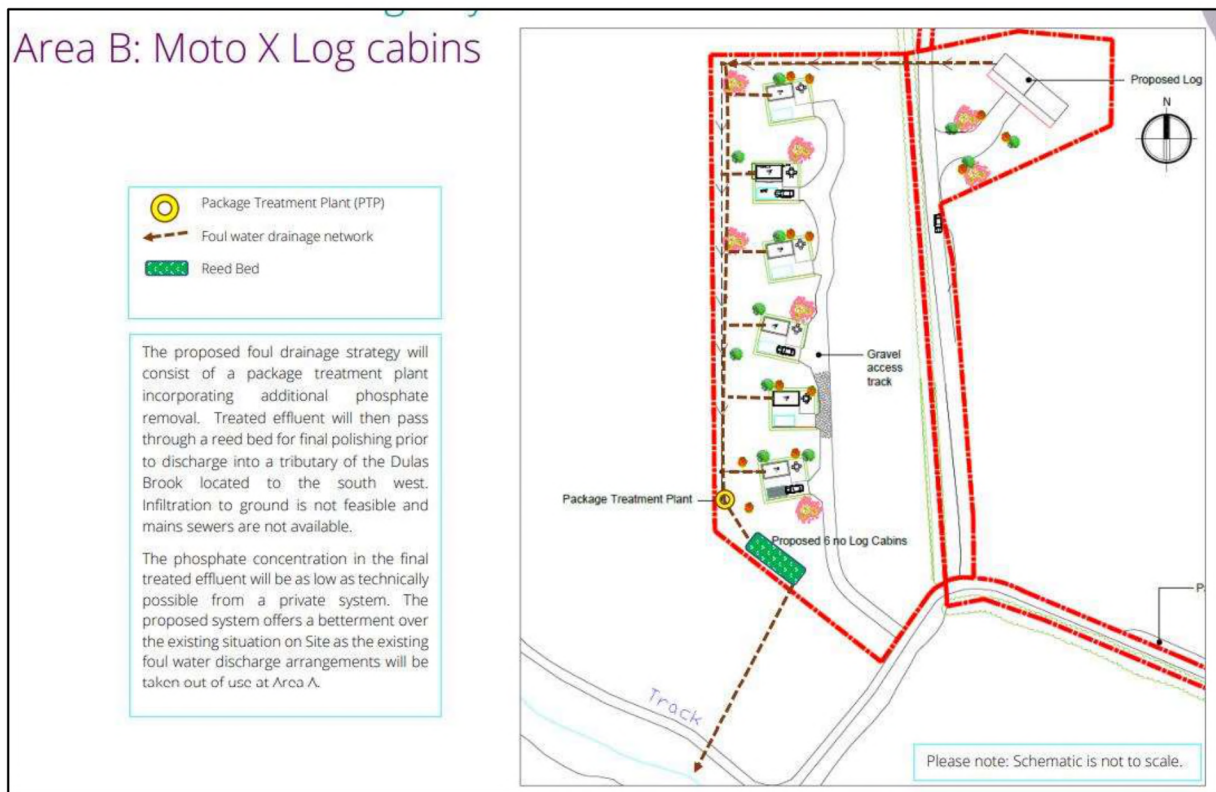 Area B: Moto X Log cabins
Package Treatment Plant (PTP)
Foul water drainage network
Reed Bed
The proposed foul drainage strategy will
consist of a package treatment plant
incorporating additional phosphate
removal. Treated effluent will then pass
through a reed bed for final polishing prior
to discharge into a tributary of the Dulas
Brook located to the south west.
Infiltration to ground is not feasible and
mains sewers are not available.
The phosphate concentration in the final
treated effluent will be as low as technically
possible from a private system. The
proposed system offers a betterment over
the existing situation on Site as the existing
foul water discharge arrangements will be
taken out of use at Area A.
Proposed Log
N
Gravel
access
track
Package Treatment Plant
Proposed 6 no Log Cabins
Track
Please note: Schematic is not to scale.